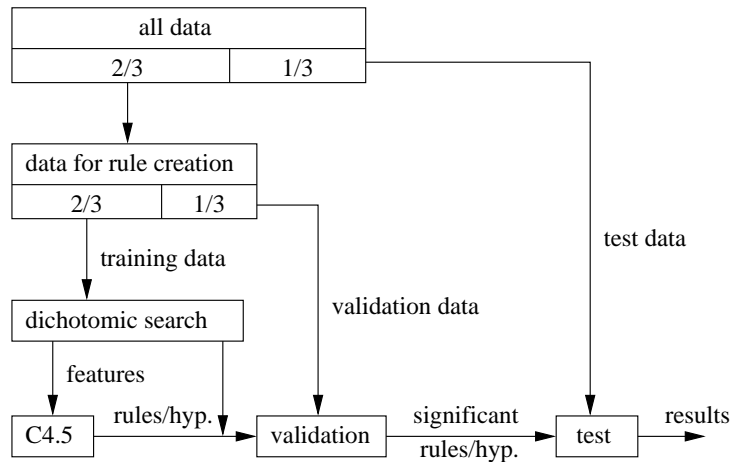 all data
2/3 1/3
data for rule creation
2/3 1/3
training data
test data
validation data
dichotomic search
features
C4.5
rules/hyp.
validation
significant
rules/hyp.
test
results